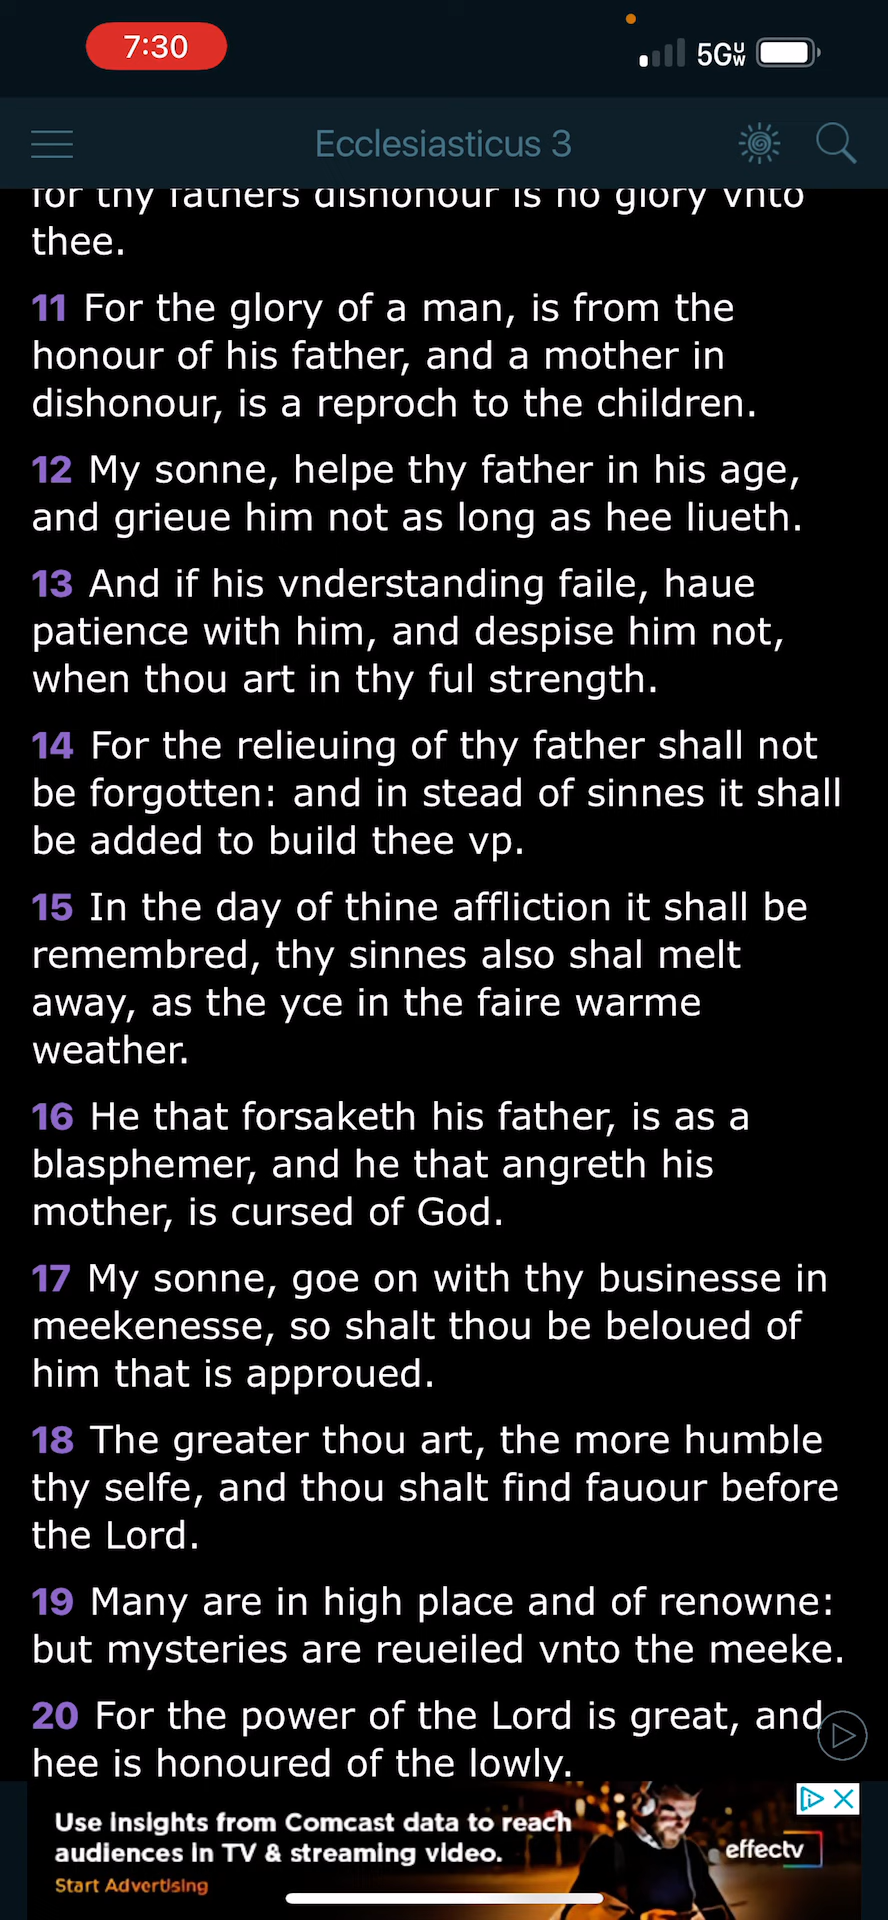 7:30
5GUW
Ecclesiasticus 3
for thy fathers dishonour is no glory vnto
thee.
11 For the glory of a man, is from the
honour of his father, and a mother in
dishonour, is a reproch to the children.
12 My sonne, helpe thy father in his age,
and grieue him not as long as hee liueth.
13 And if his vnderstanding faile, haue
patience with him, and despise him not,
when thou art in thy ful strength.
14 For the relieuing of thy father shall not
be forgotten: and in stead of sinnes it shall
be added to build thee vp.
15 In the day of thine affliction it shall be
remembred, thy sinnes also shal melt
away, as the yce in the faire warme
weather.
16 He that forsaketh his father, is as a
blasphemer, and he that angreth his
mother, is cursed of God.
17 My sonne, goe on with thy businesse in
meekenesse, so shalt thou be beloued of
him that is approued.
18 The greater thou art, the more humble
thy selfe, and thou shalt find fauour before
the Lord.
19 Many are in high place and of renowne:
but mysteries are reueiled vnto the meeke.
20 For the power of the Lord is great, and
hee is honoured of the lowly.
Use insights from Comcast data to reach
audiences in TV & streaming video.
effectv
Start Advertising